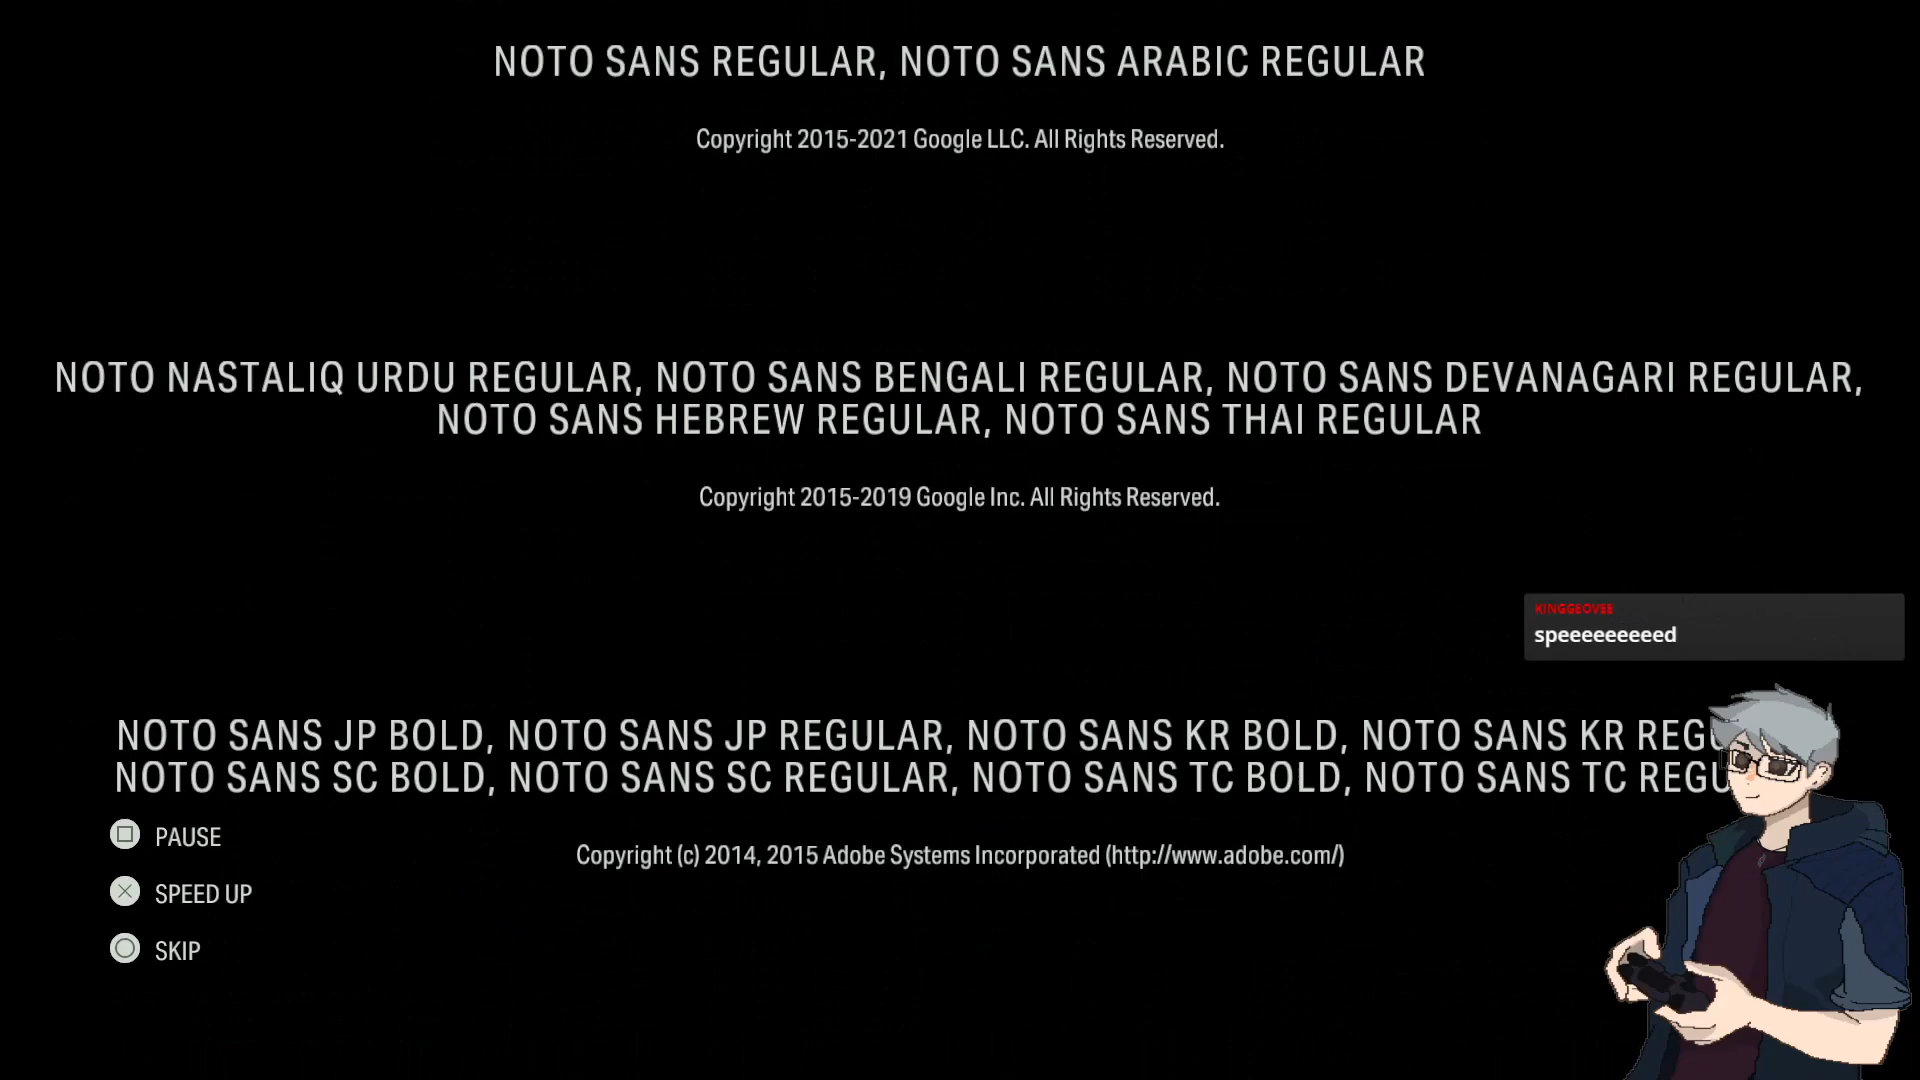 NOTO SANS REGULAR, NOTO SANS ARABIC REGULAR
Copyright 2015-2021 Google LLC. All Rights Reserved.
NOTO NASTALIQ URDU REGULAR, NOTO SANS BENGALI REGULAR, NOTO SANS DEVANAGARI REGULAR,
NOTO SANS HEBREW REGULAR, NOTO SANS THAI REGULAR
Copyright 2015-2019 Google Inc. All Rights Reserved.
KINGGEOVEE
speeeeeeeeed
NOTO SANS JP BOLD, NOTO SANS JP REGULAR, NOTO SANS KR BOLD, NOTO SANS KR
NOTO SANS SC BOLD, NOTO SANS SC REGULAR, NOTO SANS TC BOLD, NOTO SANS TC
Copyright (c) 2014, 2015 Adobe Systems Incorporated (http://www.adobe.com/)
PAUSE
SPEED UP
SKIP